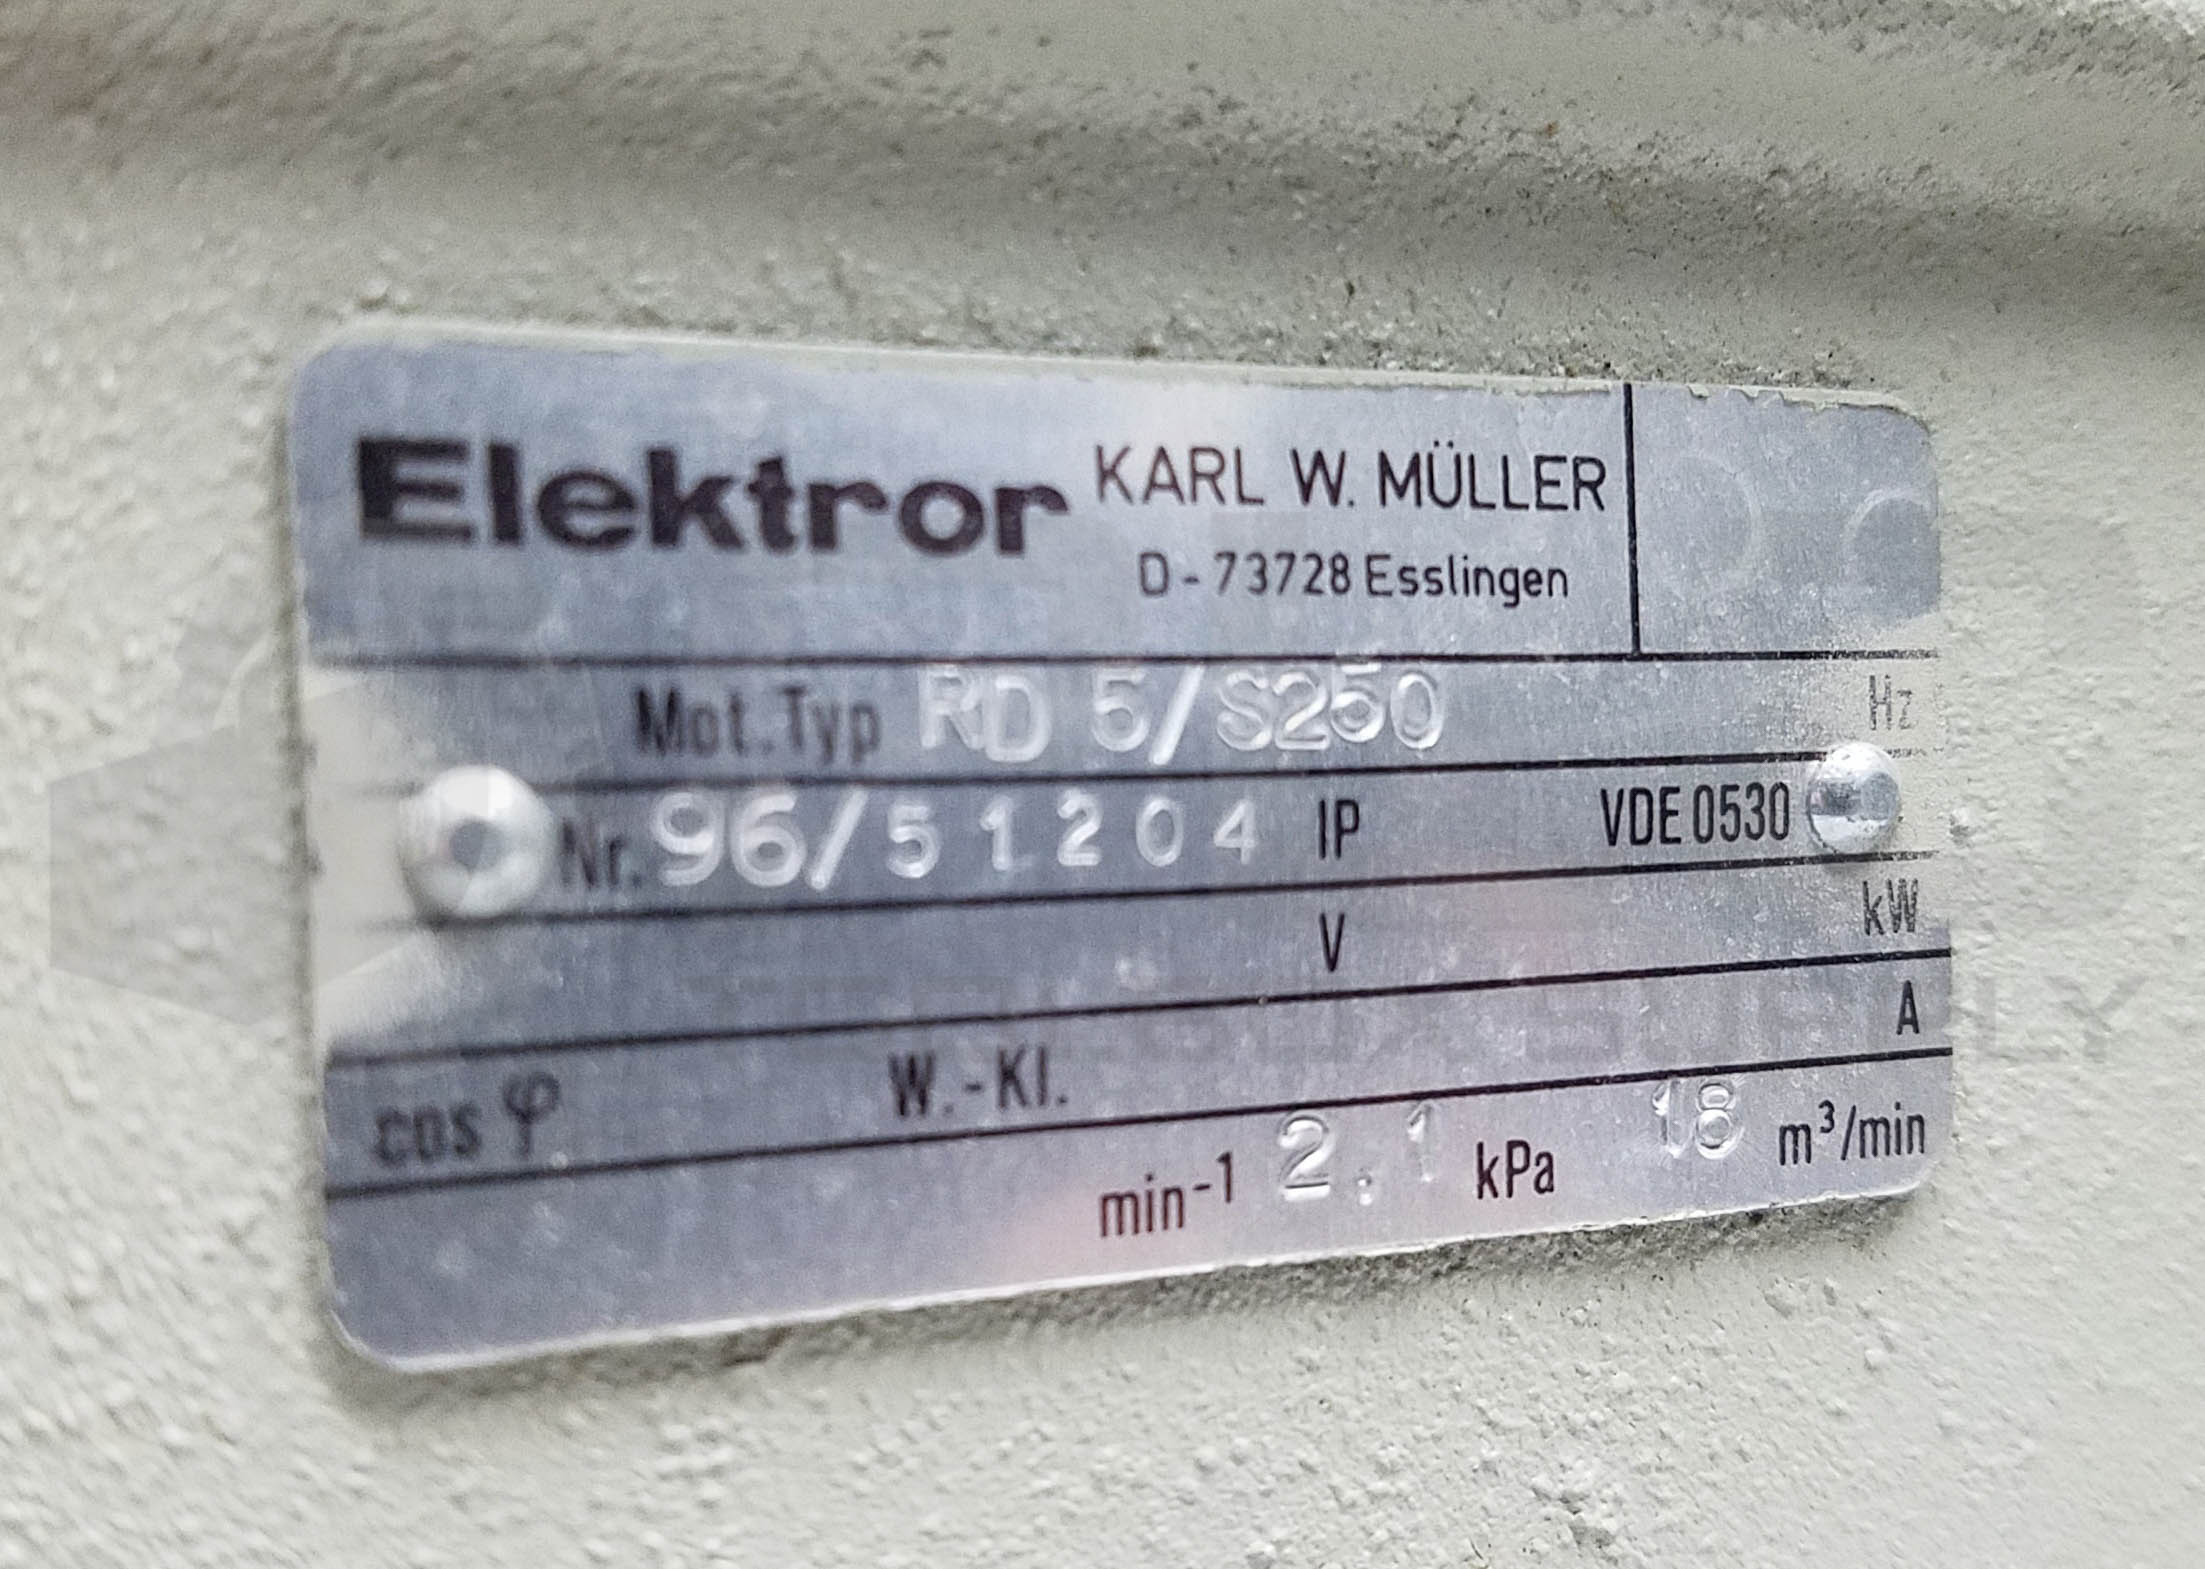 Elektror KARL W. MÜLLER
D-73728 Esslingen
Mot.Typ RD 5/S250 Hz
Nr. 96/51204 IP VDE 0530
V kW
A
cos φ W.-Kl.
min-1 2.1 kPa 18 m³/min